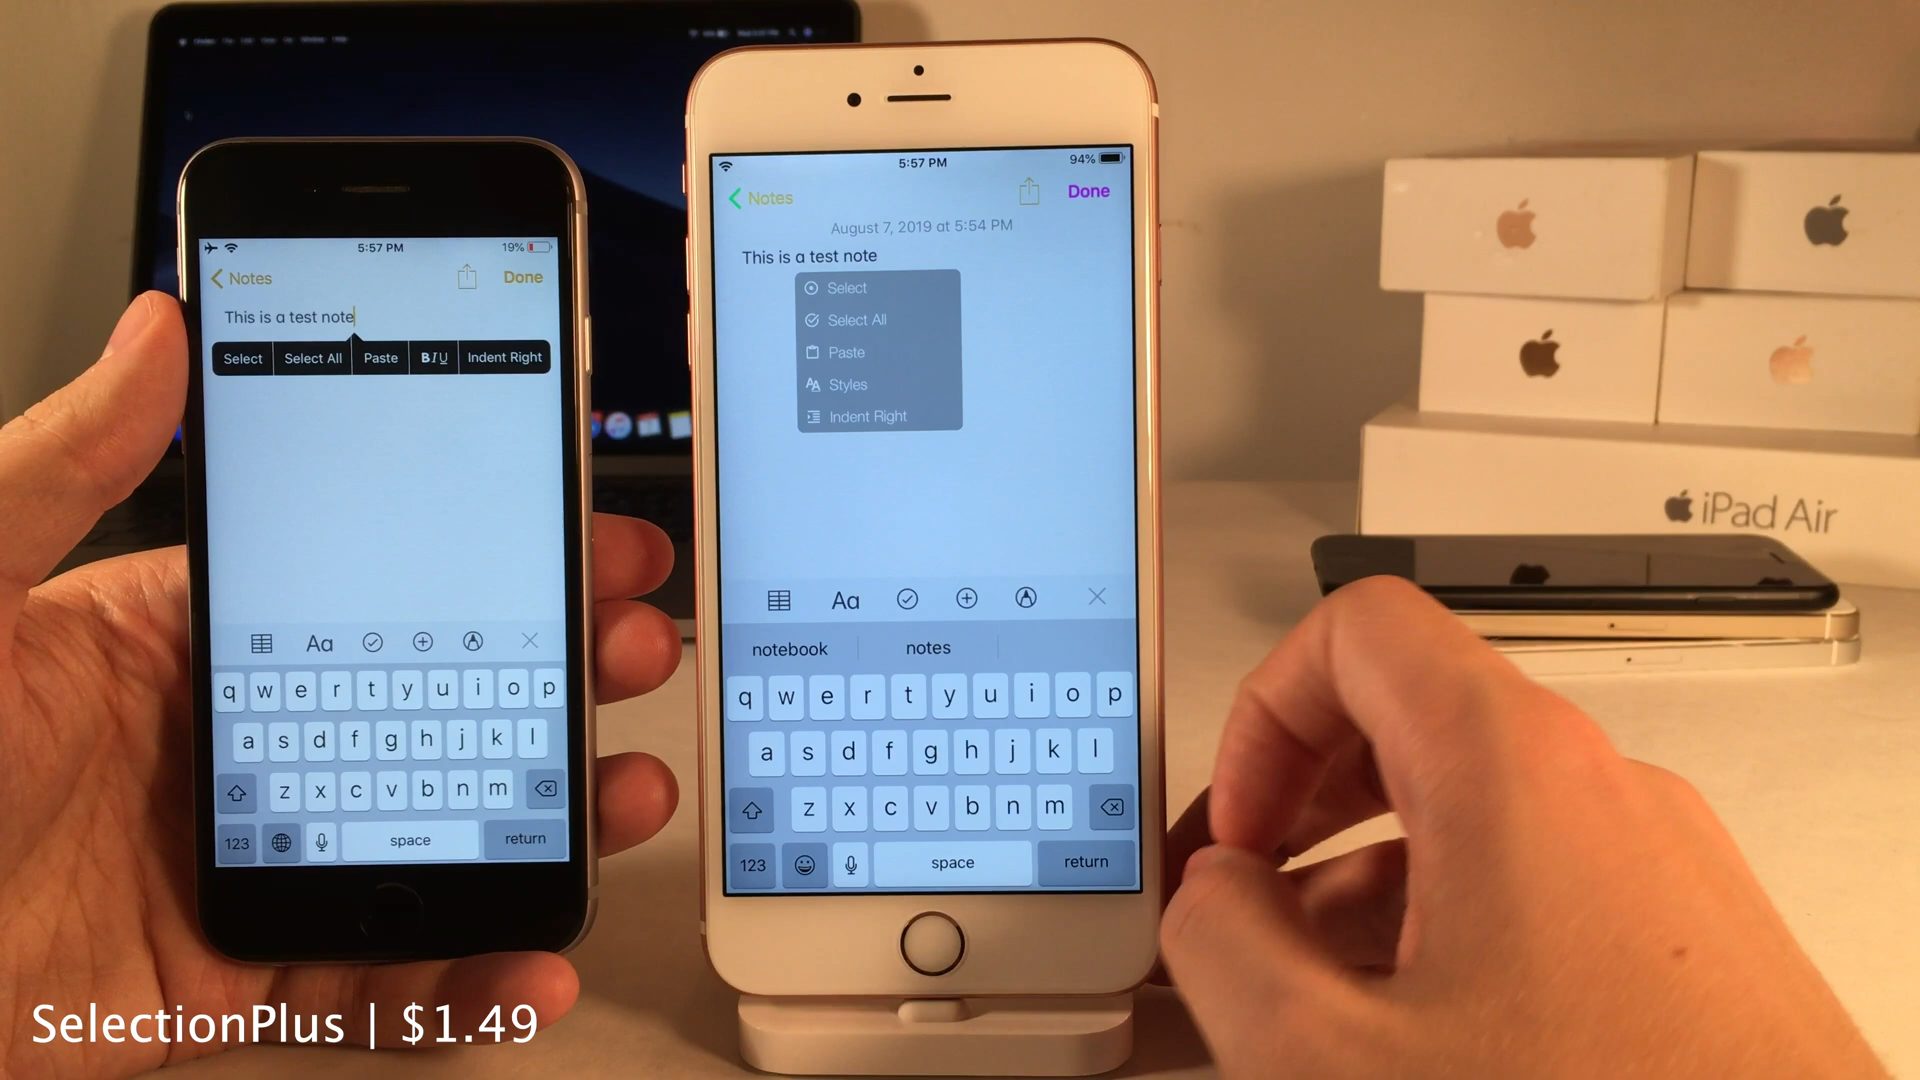 5:57 PM
19%
Notes
Done
This is a test note
Select
Select All
Paste
BIU
Indent Right
Aa
q w e r t y u i o p
a s d f g h j k l
z x c v b n m
123
space
return
5:57 PM
94%
Notes
Done
August 7, 2019 at 5:54 PM
This is a test note
Select
Select All
Paste
AA Styles
Indent Right
Aa
notebook
notes
q w e r t y u i o p
a s d f g h j k l
z x c v b n m
123
space
return
iPad Air
SelectionPlus | $1.49